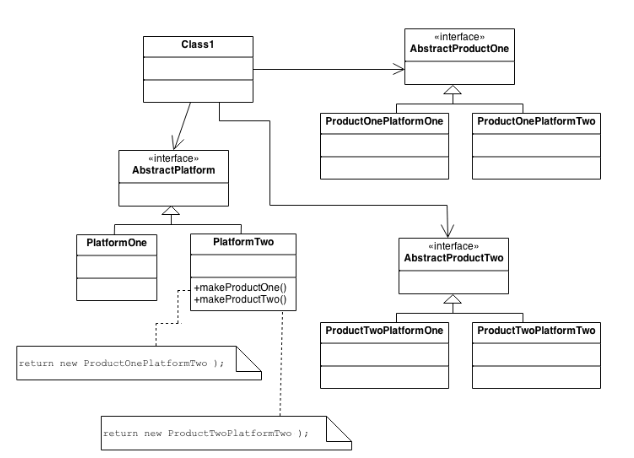 Class1
«interface»
AbstractProductOne
ProductOnePlatformOne
ProductOnePlatformTwo
«interface»
AbstractPlatform
PlatformOne
PlatformTwo
+makeProductOne()
+makeProductTwo()
«interface»
AbstractProductTwo
ProductTwoPlatformOne
ProductTwoPlatformTwo
return new ProductOnePlatformTwo );
return new ProductTwoPlatformTwo );